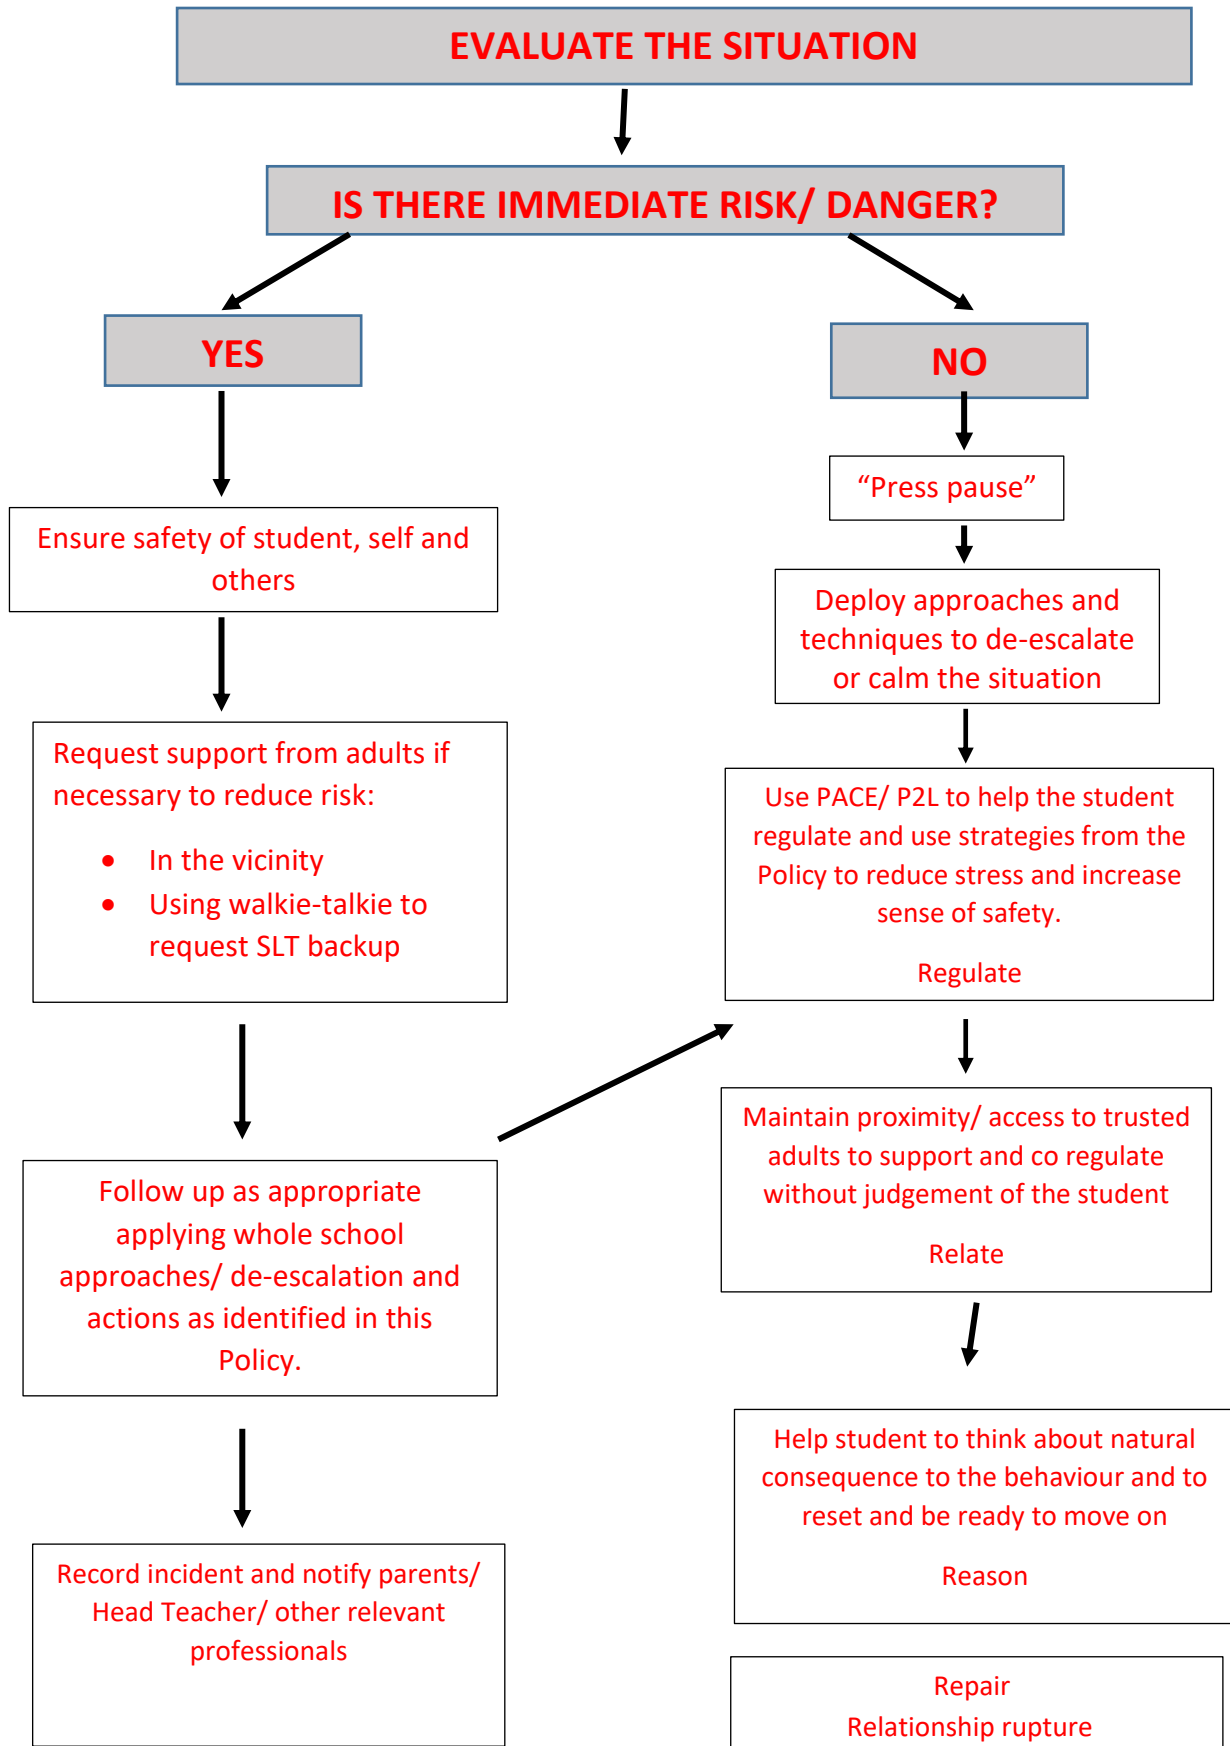 EVALUATE THE SITUATION
IS THERE IMMEDIATE RISK/ DANGER?
YES
Ensure safety of student, self and
others
Request support from adults if
necessary to reduce risk:
• In the vicinity
• Using walkie-talkie to
request SLT backup
Follow up as appropriate
applying whole school
approaches/ de-escalation and
actions as identified in this
Policy.
Record incident and notify parents/
Head Teacher/ other relevant
professionals
NO
“Press pause”
Deploy approaches and
techniques to de-escalate
or calm the situation
Use PACE/ P2L to help the student
regulate and use strategies from the
Policy to reduce stress and increase
sense of safety.
Regulate
Maintain proximity/ access to trusted
adults to support and co regulate
without judgement of the student
Relate
Help student to think about natural
consequence to the behaviour and to
reset and be ready to move on
Reason
Repair
Relationship rupture